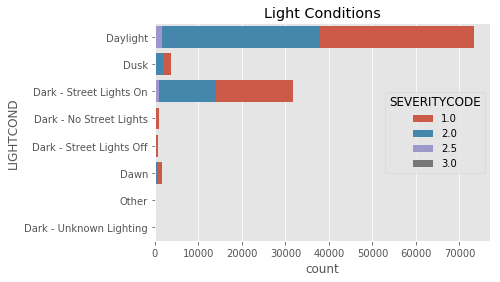 Light Conditions
LIGHTCOND
Daylight
Dusk
Dark - Street Lights On
Dark - No Street Lights
Dark - Street Lights Off
Dawn
Other
Dark - Unknown Lighting
SEVERITYCODE
1.0
2.0
2.5
3.0
0 10000 20000 30000 40000 50000 60000 70000
count